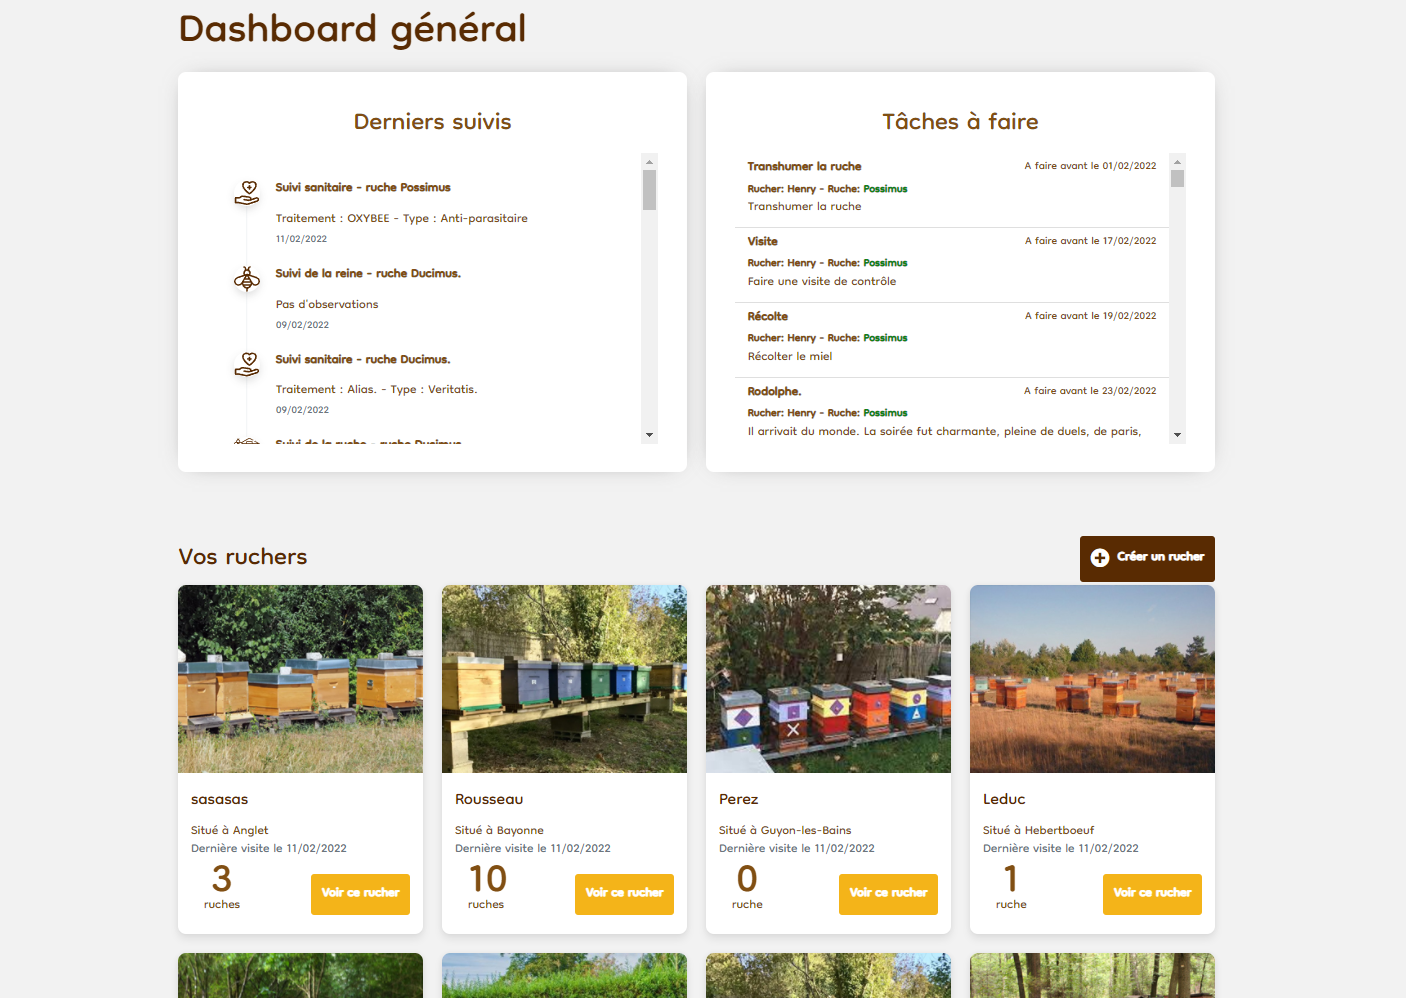 Dashboard général
Derniers suivis
Suivi sanitaire - ruche Possimus
Traitement : OXYBEE - Type : Anti-parasitaire
11/02/2022
Suivi de la reine - ruche Ducimus.
Pas d'observations
09/02/2022
Suivi sanitaire - ruche Ducimus.
Traitement : Alias. - Type : Veritatis.
09/02/2022
Suivi de la ruche - ruche Ducimus
Tâches à faire
Transhumer la ruche
A faire avant le 01/02/2022
Rucher: Henry - Ruche: Possimus
Transhumer la ruche
Visite
A faire avant le 17/02/2022
Rucher: Henry - Ruche: Possimus
Faire une visite de contrôle
Récolte
A faire avant le 19/02/2022
Rucher: Henry - Ruche: Possimus
Récolter le miel
Rodolphe.
A faire avant le 23/02/2022
Rucher: Henry - Ruche: Possimus
Il arrivait du monde. La soirée fut charmante, pleine de duels, de paris,
Vos ruchers
Créer un rucher
sasasas
Situé à Anglet
Dernière visite le 11/02/2022
3
ruches
Voir ce rucher
Rousseau
Situé à Bayonne
Dernière visite le 11/02/2022
10
ruches
Voir ce rucher
Perez
Situé à Guyon-les-Bains
Dernière visite le 11/02/2022
0
ruche
Voir ce rucher
Leduc
Situé à Hebertboeuf
Dernière visite le 11/02/2022
1
ruche
Voir ce rucher